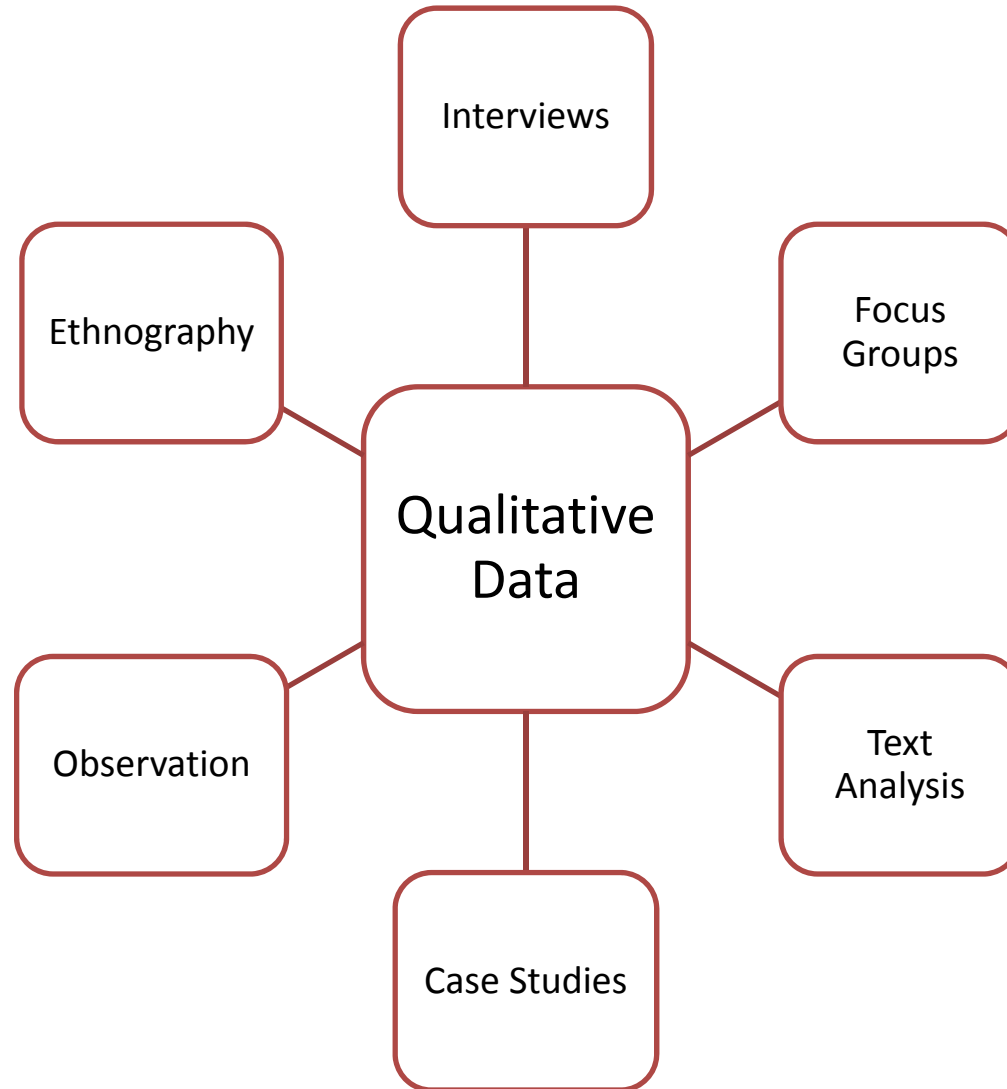 Interviews
Ethnography
Focus
Groups
Qualitative
Data
Observation
Text
Analysis
Case Studies